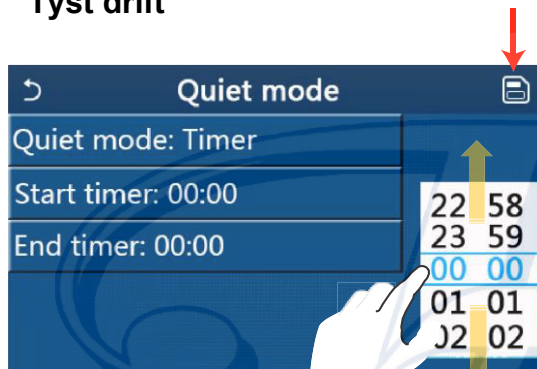 Tyst drift
Quiet mode
Quiet mode: Timer
Start timer: 00:00
End timer: 00:00
22 58
23 59
00 00
01 01
02 02